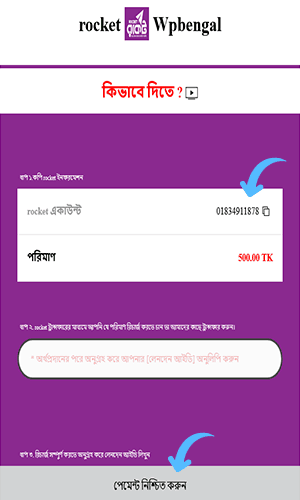 rocket রকেট Wpbengal
কিভাবে দিতে ?
ধাপ ১. কপি rocket ইনফরমেশন
rocket একাউন্ট 01834911878
পরিমাণ 500.00 TK
ধাপ ২. rocket ট্রান্সফারের মাধ্যমে আপনি যে পরিমাণ রিচার্জ করতে চান তা আমাদের কাছে ট্রান্সফার করুন।
* অর্থপ্রদানের পরে অনুগ্রহ করে আপনার [লেনদেন আইডি] অনুলিপি করুন
ধাপ ৩. রিচার্জ সম্পূর্ণ করতে অনুগ্রহ করে লেনদেন আইডি লিখুন
পেমেন্ট নিশ্চিত করুন